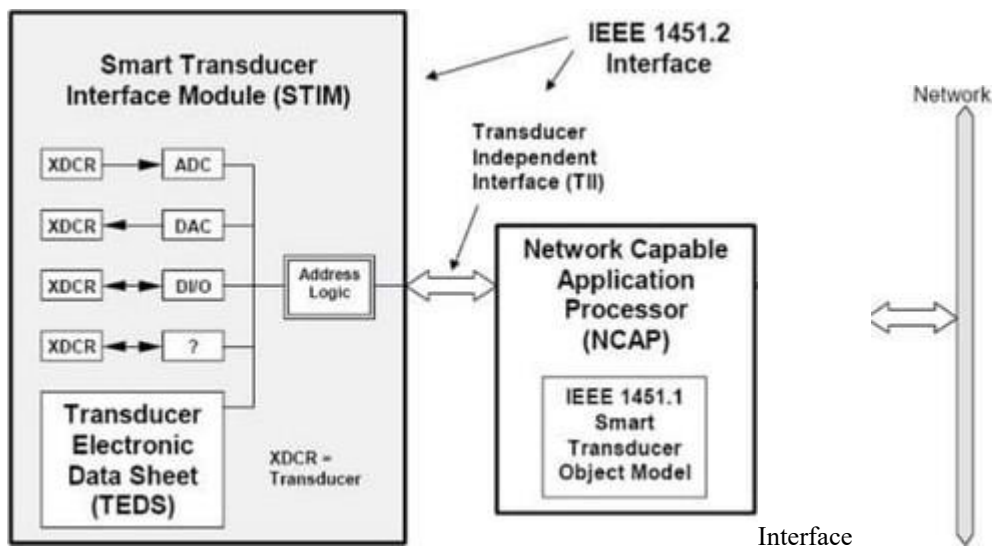 Smart Transducer
Interface Module (STIM)
XDCR
ADC
XDCR
DAC
XDCR
DI/O
XDCR
?
Address
Logic
Transducer
Electronic
Data Sheet
(TEDS)
XDCR =
Transducer
IEEE 1451.2
Interface
Transducer
Independent
Interface (TII)
Network Capable
Application
Processor
(NCAP)
IEEE 1451.1
Smart
Transducer
Object Model
Interface
Network